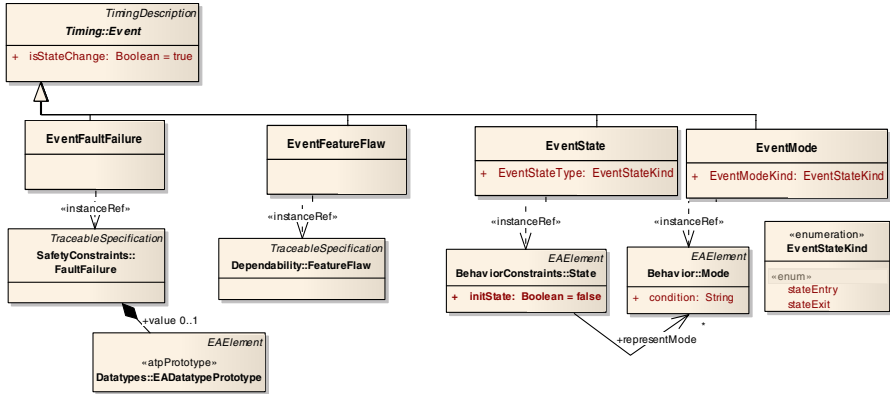 TimingDescription
Timing::Event
+ isStateChange: Boolean = true
EventFaultFailure
EventFeatureFlaw
EventState
+ EventStateType: EventStateKind
EventMode
+ EventModeKind: EventStateKind
«instanceRef»
«instanceRef»
«instanceRef»
«instanceRef»
TraceableSpecification
SafetyConstraints::
FaultFailure
TraceableSpecification
Dependability::FeatureFlaw
EAElement
BehaviorConstraints::State
+ initState: Boolean = false
EAElement
Behavior::Mode
+ condition: String
«enumeration»
EventStateKind
«enum»
stateEntry
stateExit
+value 0..1
+representMode
*
EAElement
«atpPrototype»
Datatypes::EADatatypePrototype